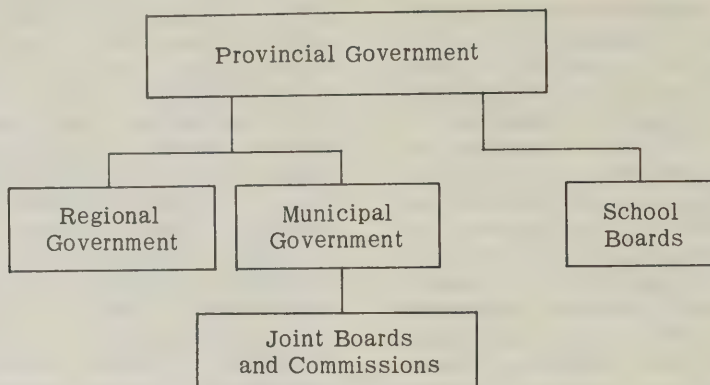 Provincial Government
Regional
Government
Municipal
Government
School
Boards
Joint Boards
and Commissions